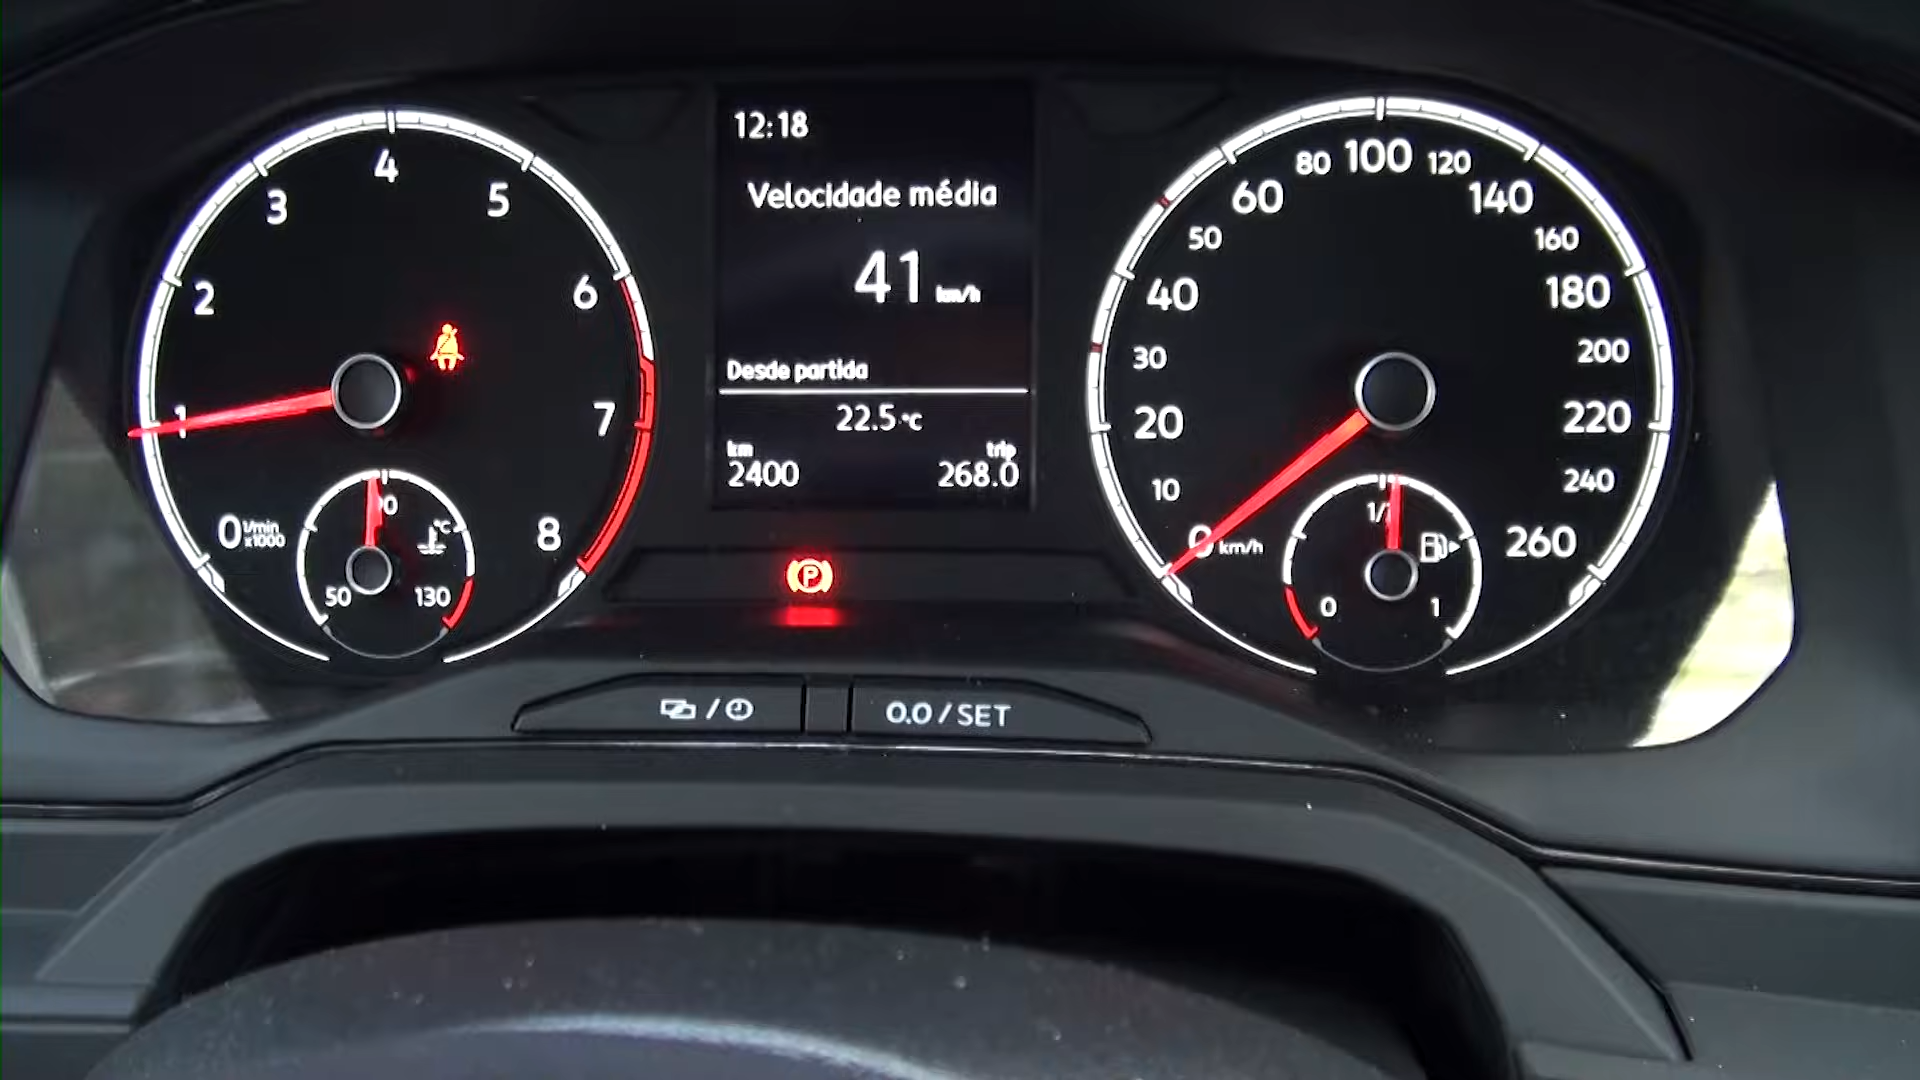 12:18
Velocidade média
41 km/h
Desde partida
22.5 °C
km trip
2400 268.0
0 1 2 3 4 5 6 7 8
1/min
x1000
50 90 130
°C
0 10 20 30 40 50 60 80 100 120 140 160 180 200 220 240 260
km/h
0 1/ 1
P
/
0.0 / SET